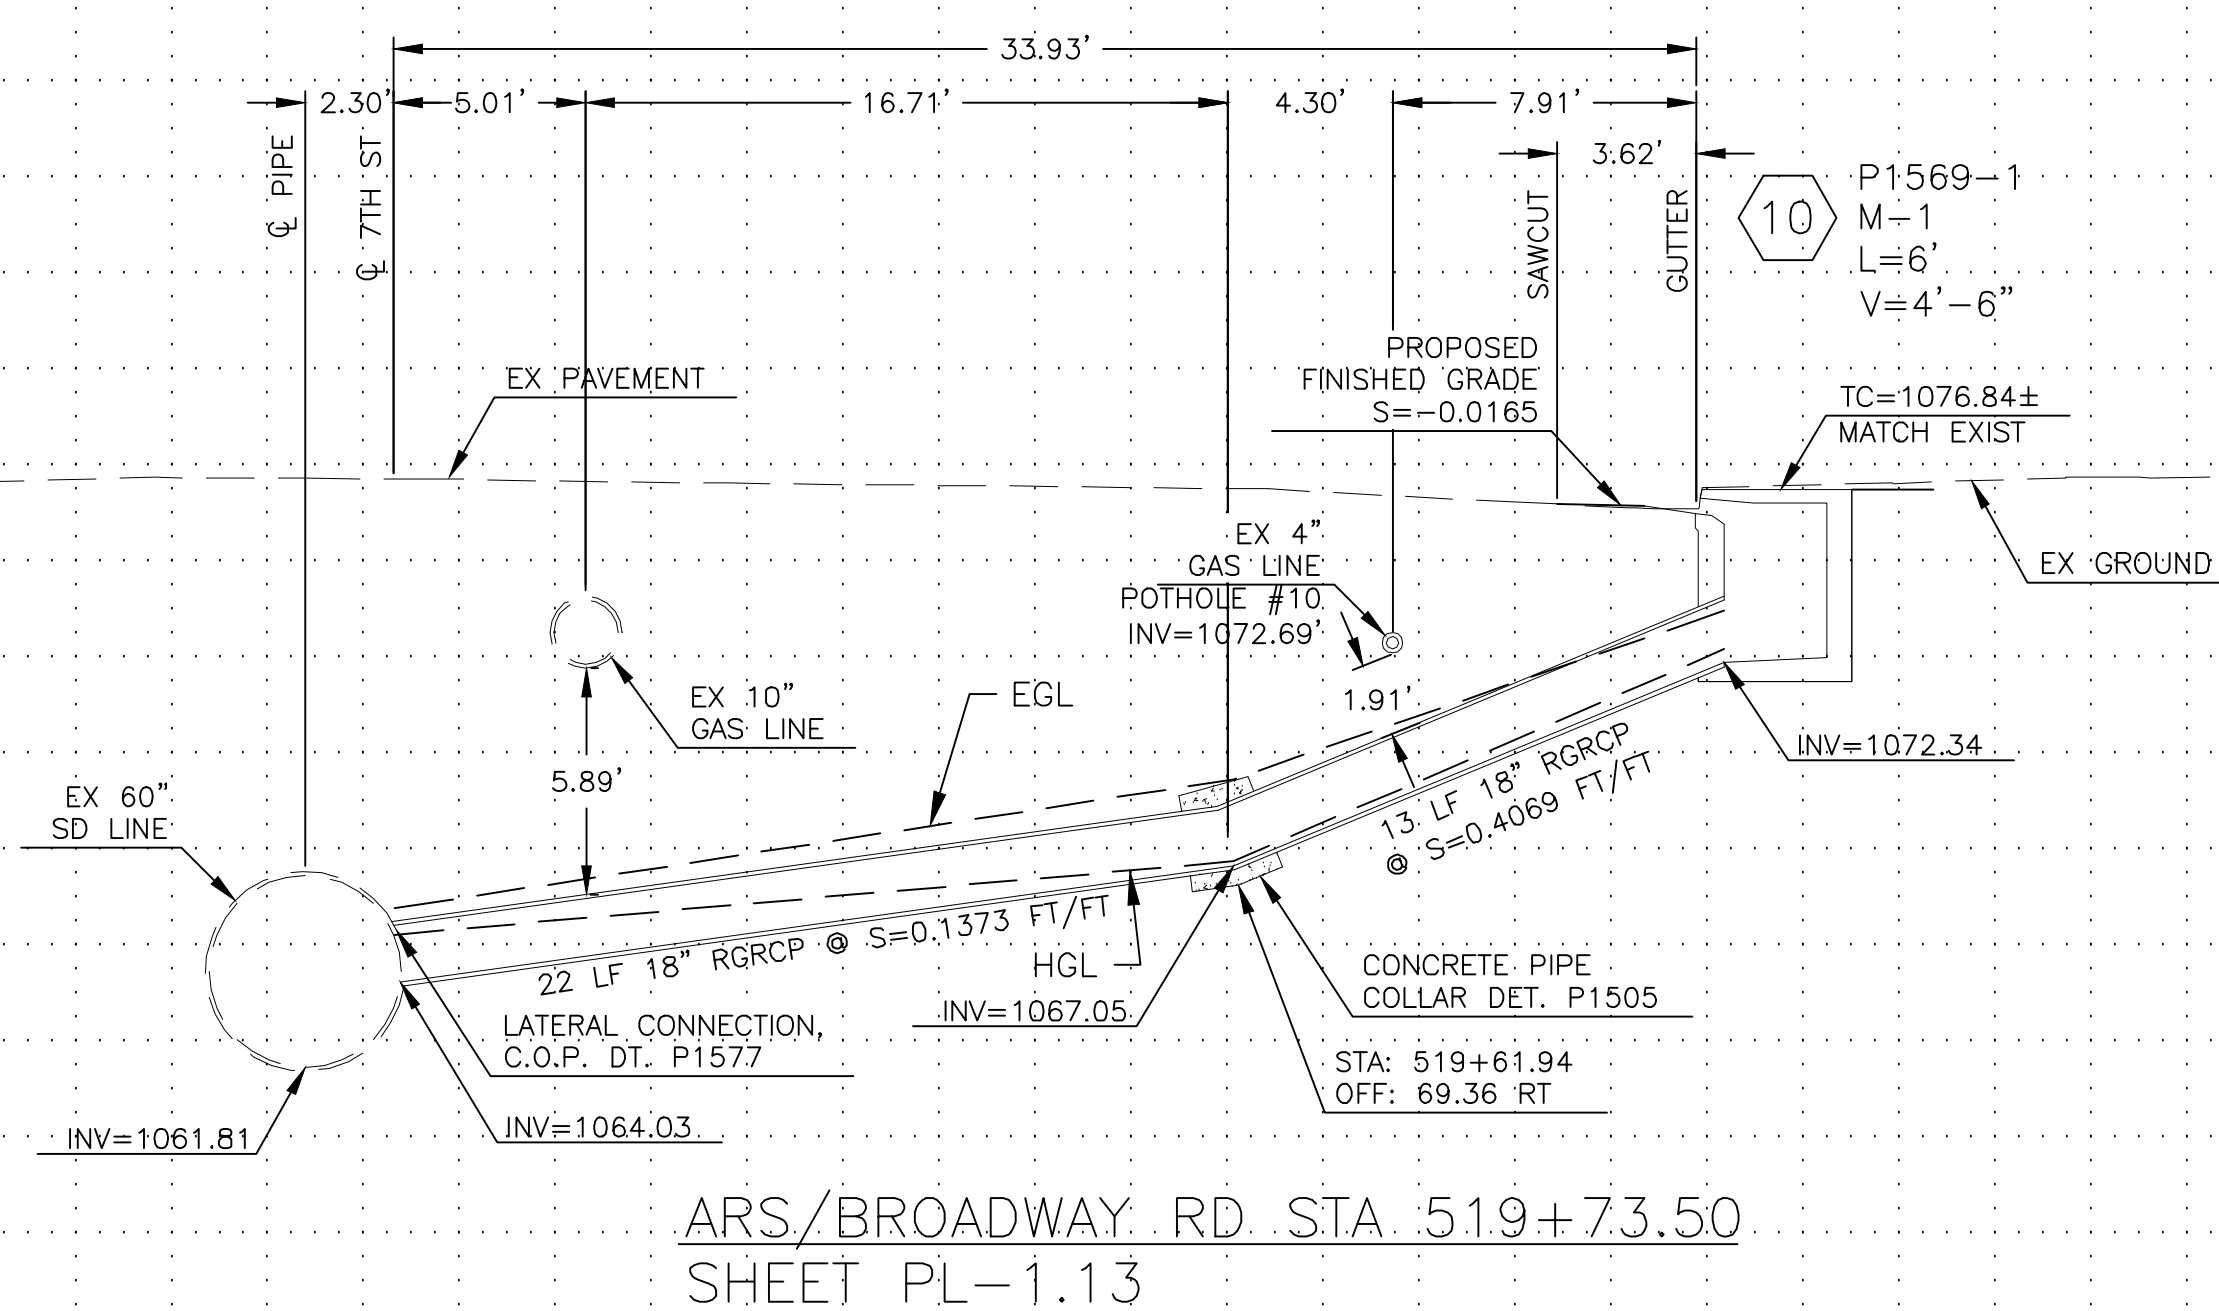 33.93'
2.30'
5.01'
16.71'
4.30'
7.91'
3.62'
℄ PIPE
℄ 7TH ST
SAWCUT
GUTTER
10
P1569-1
M-1
L=6'
V=4'-6"
PROPOSED
FINISHED GRADE
S=-0.0165
EX PAVEMENT
TC=1076.84±
MATCH EXIST
EX 4"
GAS LINE
POTHOLE #10
INV=1072.69'
EX GROUND
EX 10"
GAS LINE
EGL
1.91'
INV=1072.34
5.89'
EX 60"
SD LINE
13 LF 18" RGRCP
@ S=0.4069 FT/FT
22 LF 18" RGRCP @ S=0.1373 FT/FT
HGL
INV=1067.05
CONCRETE PIPE
COLLAR DET. P1505
LATERAL CONNECTION,
C.O.P. DT. P1577
STA: 519+61.94
OFF: 69.36 RT
INV=1061.81
INV=1064.03
ARS/BROADWAY RD STA 519+73.50
SHEET PL-1.13